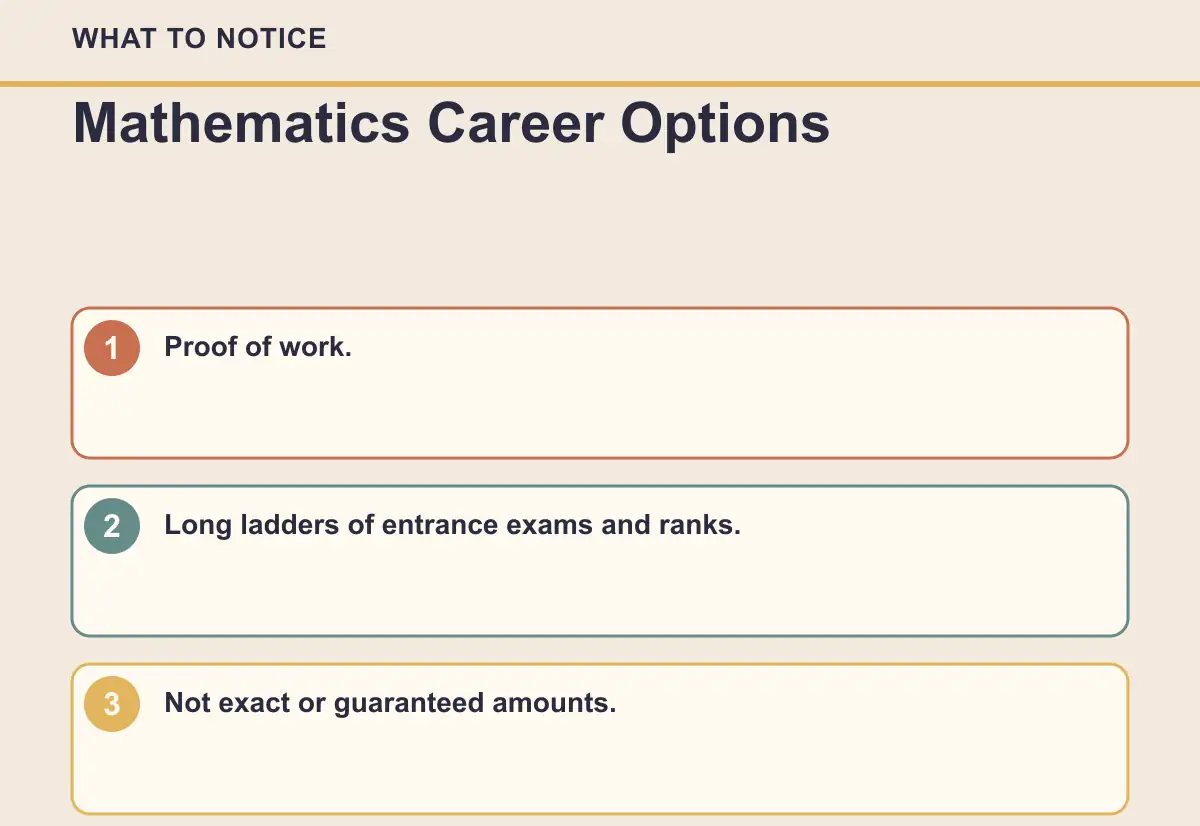 WHAT TO NOTICE
Mathematics Career Options
1 Proof of work.
2 Long ladders of entrance exams and ranks.
3 Not exact or guaranteed amounts.